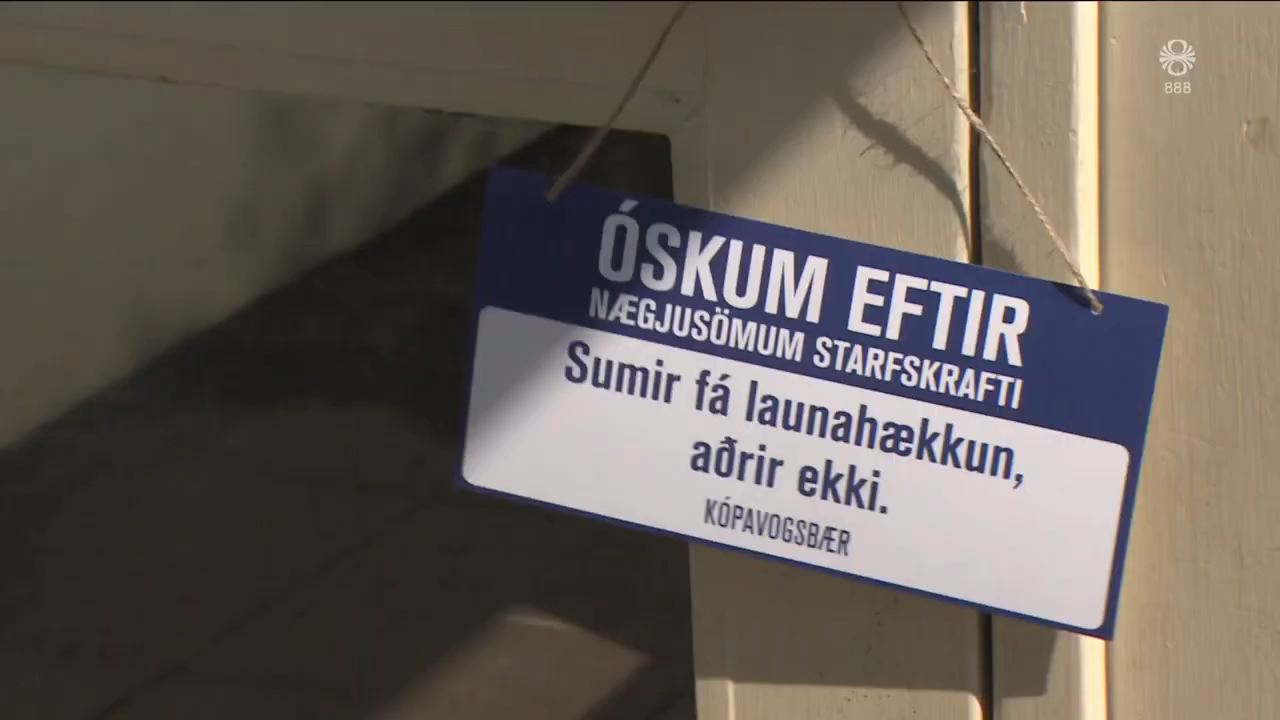 888
ÓSKUM EFTIR
NÆGJUSÖMUM STARFSKRAFTI
Sumir fá launahækkun,
aðrir ekki.
KÓPAVOGSBÆR